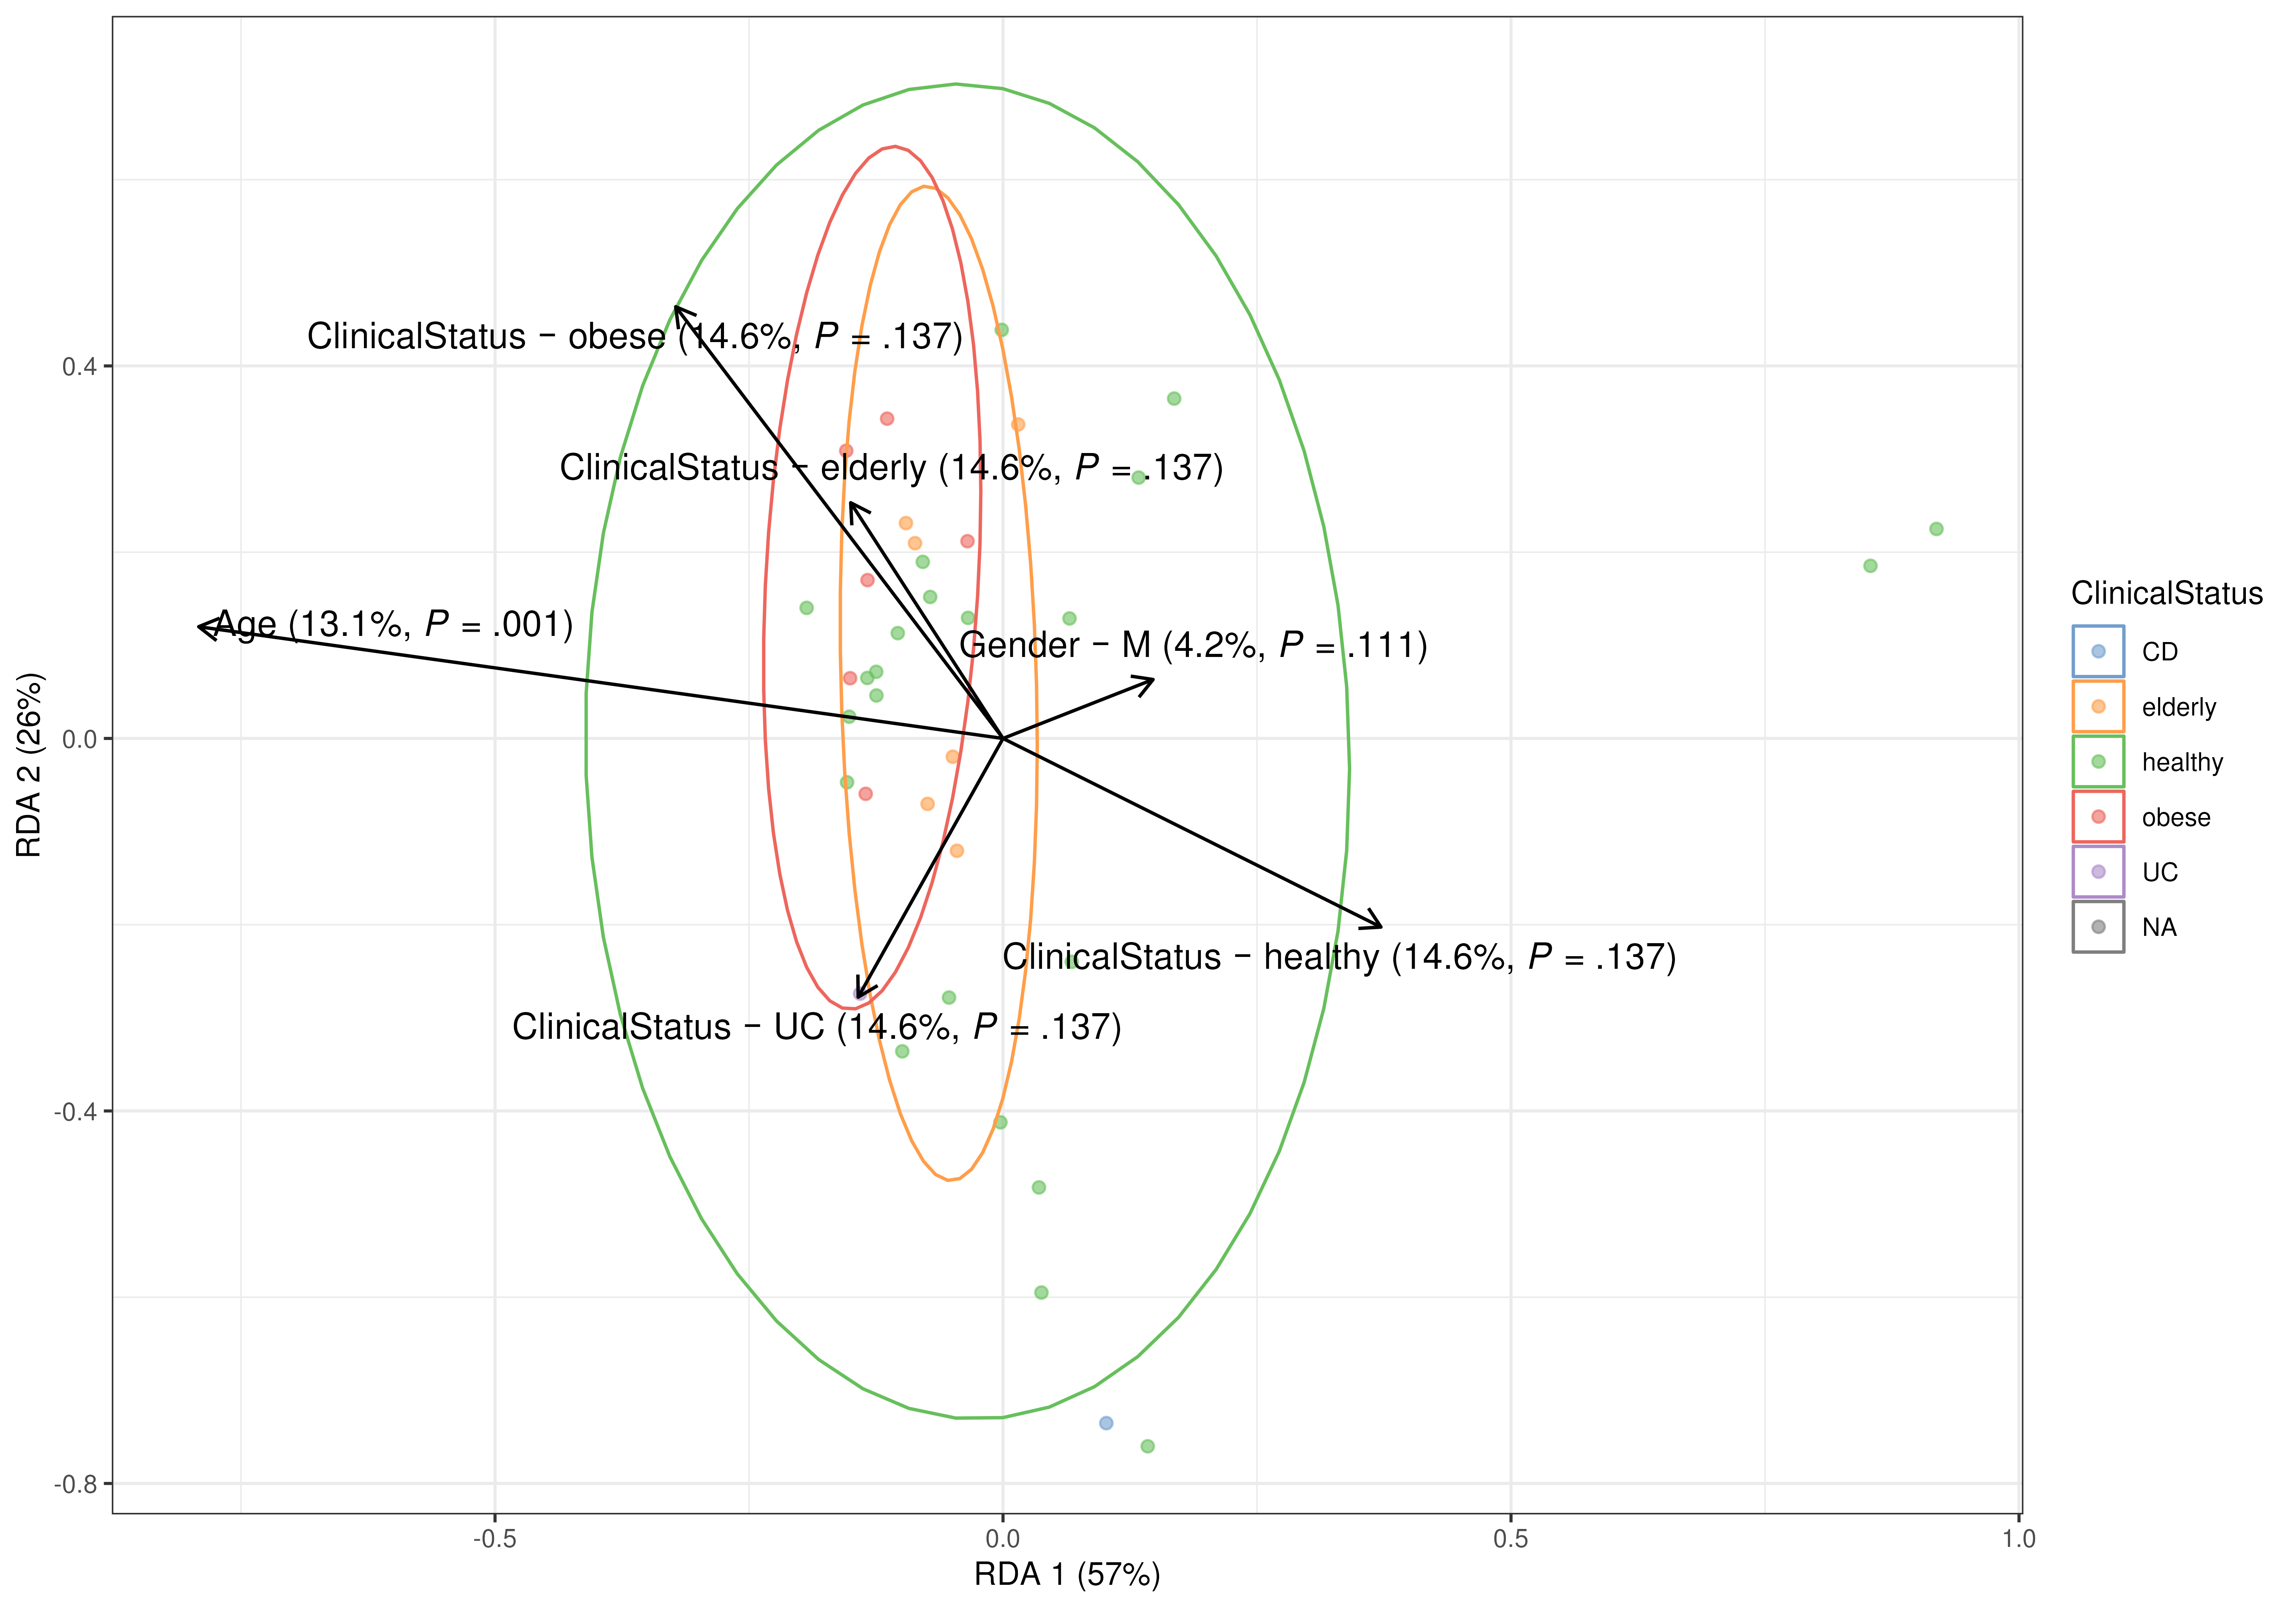 ClinicalStatus − obese (14.6%, P = .137)
ClinicalStatus − elderly (14.6%, P = .137)
Age (13.1%, P = .001)
Gender − M (4.2%, P = .111)
ClinicalStatus − healthy (14.6%, P = .137)
ClinicalStatus − UC (14.6%, P = .137)
0.4
0.0
-0.4
-0.8
RDA 2 (26%)
-0.5
0.0
0.5
1.0
RDA 1 (57%)
ClinicalStatus
CD
elderly
healthy
obese
UC
NA